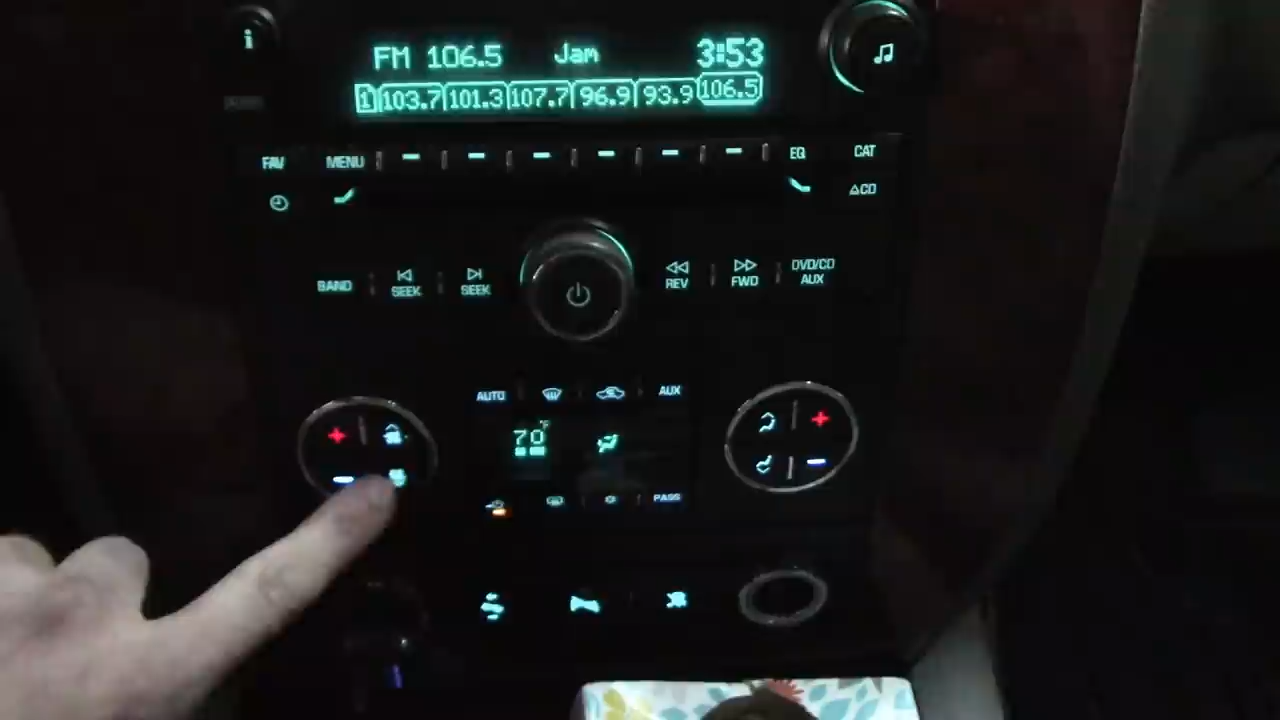 i
FM 106.5 Jam 3:53
1 103.7 101.3 107.7 96.9 93.9 106.5
FAV MENU EQ CAT
△CD
BAND SEEK SEEK REV FWD DVD/CD
AUX
AUTO AUX
70°F
PASS